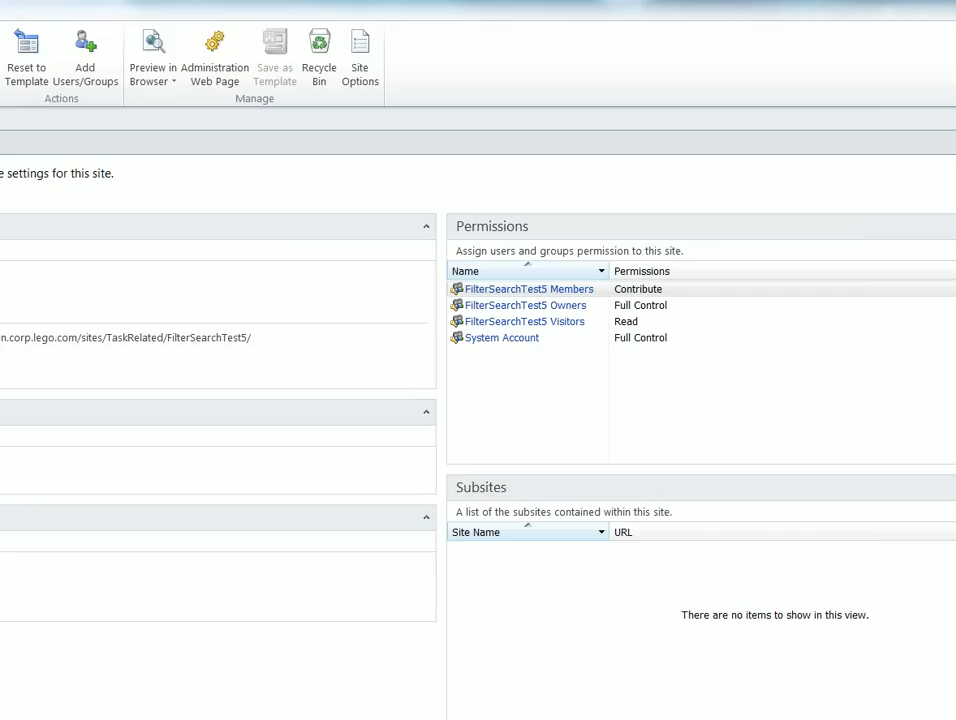 Reset to Template
Add Users/Groups
Preview in Browser
Administration Web Page
Save as Template
Recycle Bin
Site Options
Actions
Manage
settings for this site.
n.corp.lego.com/sites/TaskRelated/FilterSearchTest5/
Permissions
Assign users and groups permission to this site.
Name Permissions
FilterSearchTest5 Members Contribute
FilterSearchTest5 Owners Full Control
FilterSearchTest5 Visitors Read
System Account Full Control
Subsites
A list of the subsites contained within this site.
Site Name URL
There are no items to show in this view.